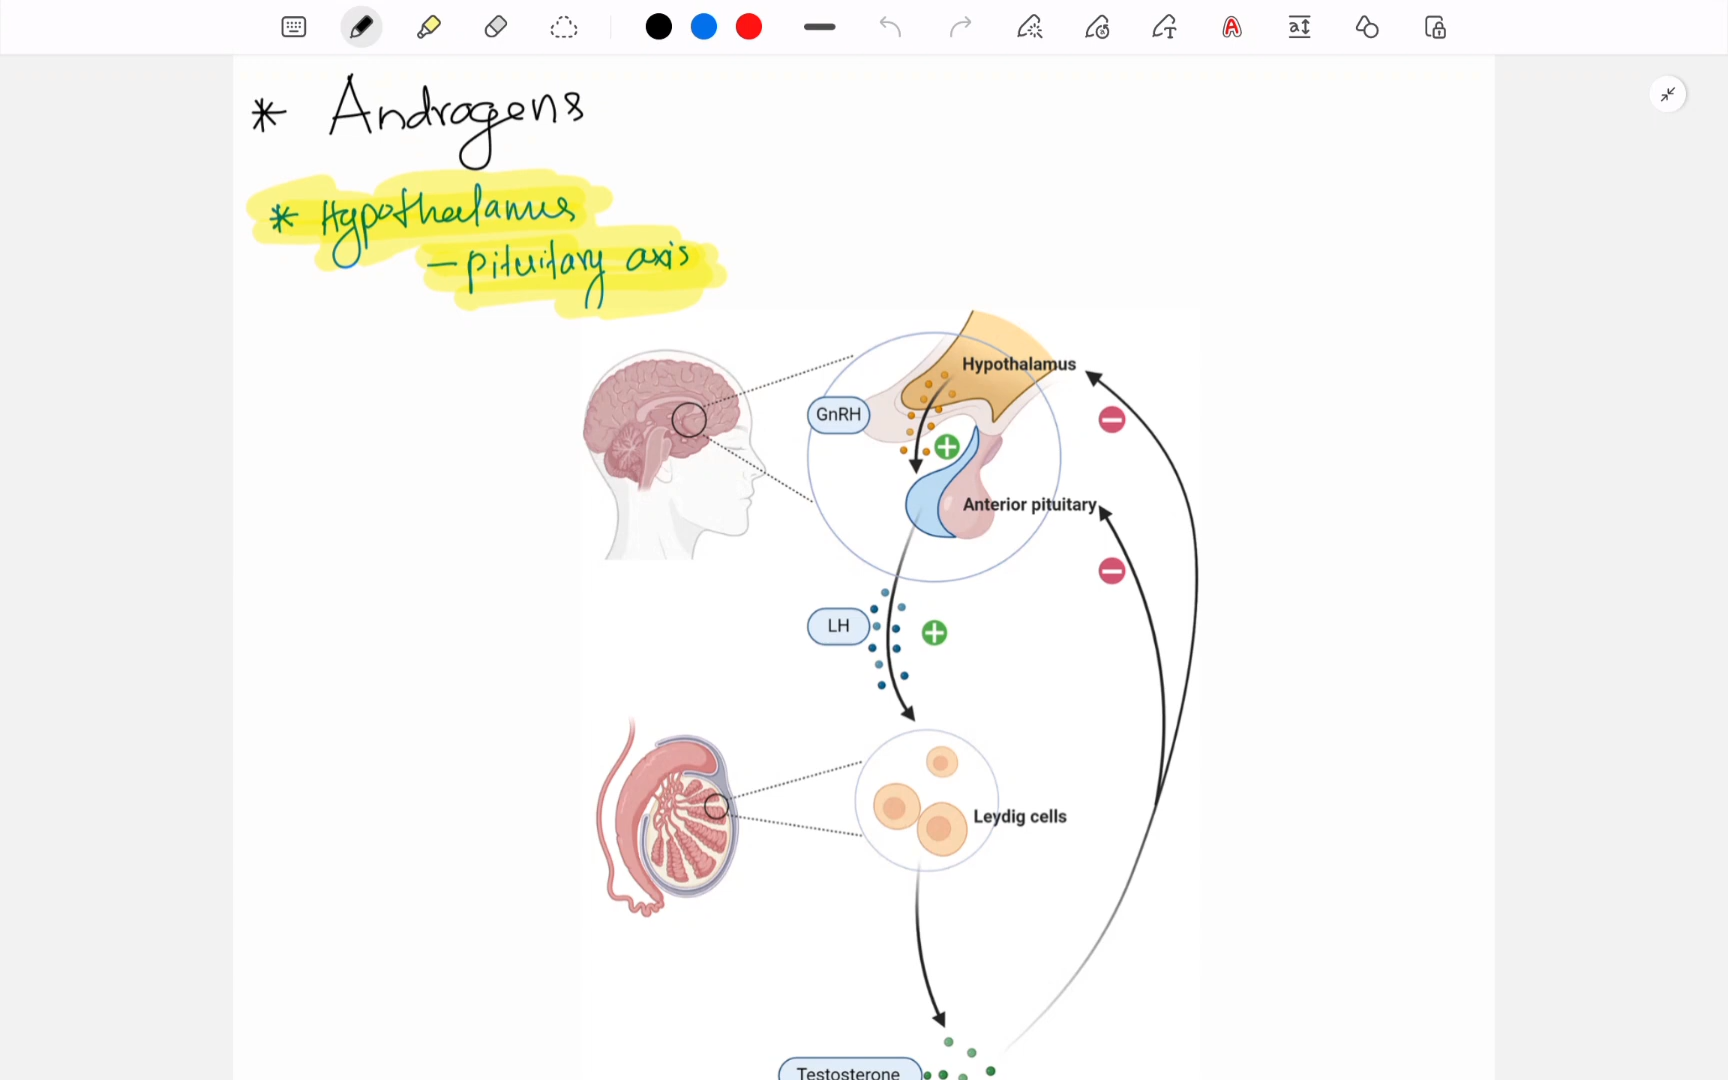 * Androgens
* Hypothalamus
- pituitary axis
Hypothalamus
GnRH
Anterior pituitary
LH
Leydig cells
Testosterone